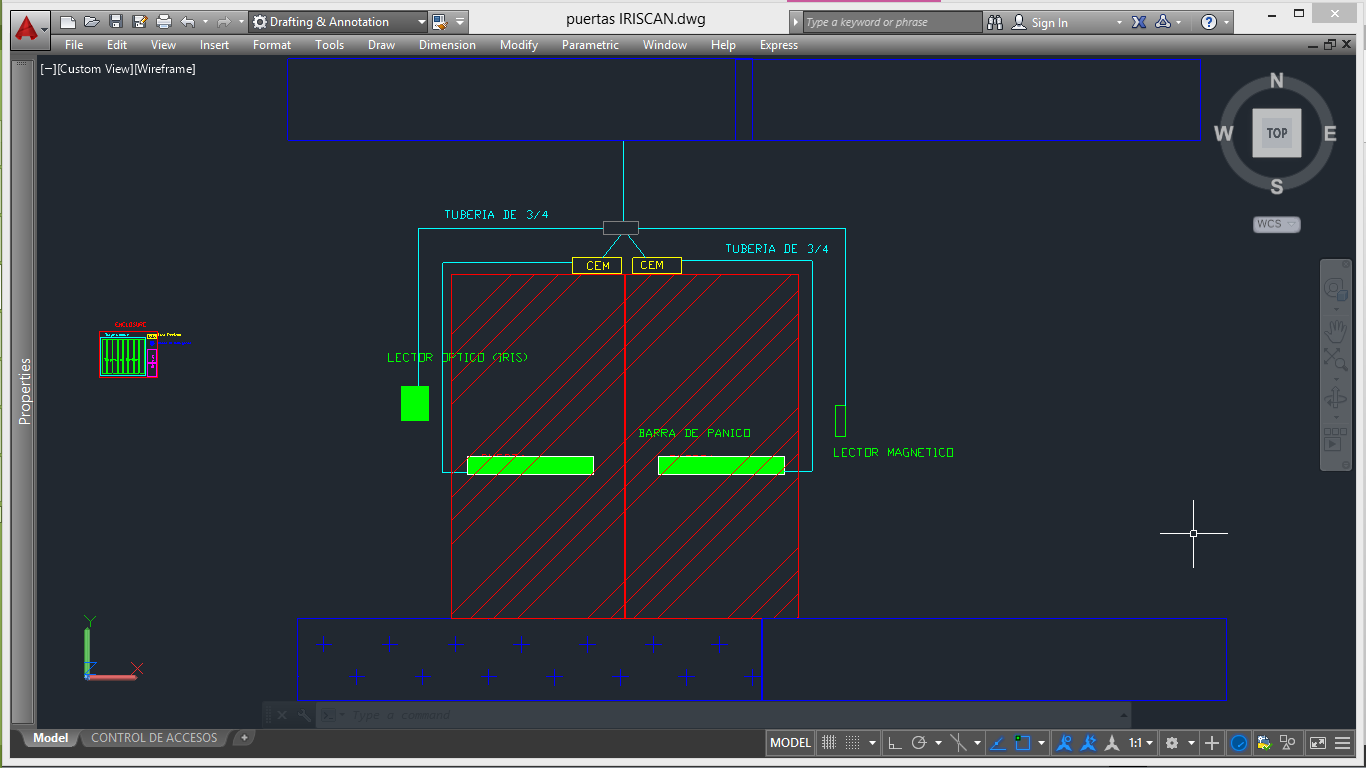 Drafting & Annotation
puertas IRISCAN.dwg
Type a keyword or phrase
Sign In
File Edit View Insert Format Tools Draw Dimension Modify Parametric Window Help Express
[−][Custom View][Wireframe]
N
W TOP E
S
WCS
TUBERIA DE 3/4
TUBERIA DE 3/4
CEM CEM
LECTOR OPTICO (IRIS)
BARRA DE PANICO
LECTOR MAGNETICO
Properties
Y
Z X
Type a command
Model CONTROL DE ACCESOS +
MODEL 1:1